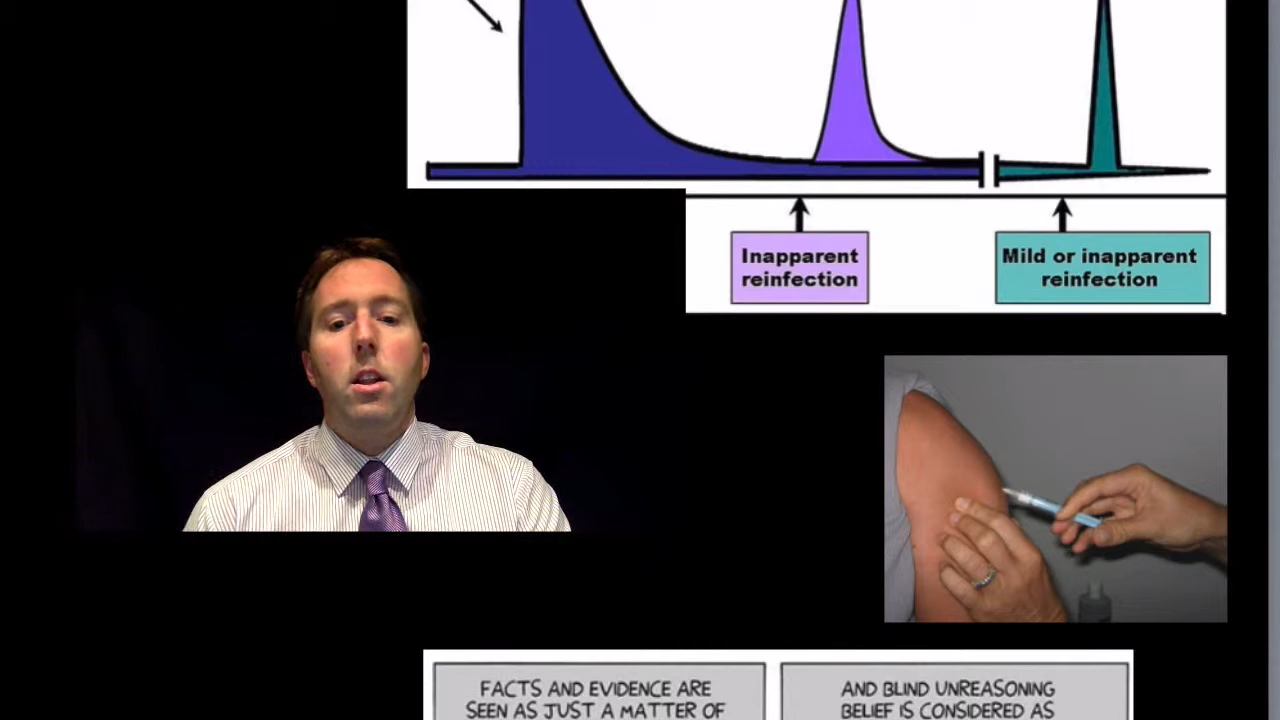 Inapparent
reinfection
Mild or inapparent
reinfection
FACTS AND EVIDENCE ARE
SEEN AS JUST A MATTER OF
AND BLIND UNREASONING
BELIEF IS CONSIDERED AS